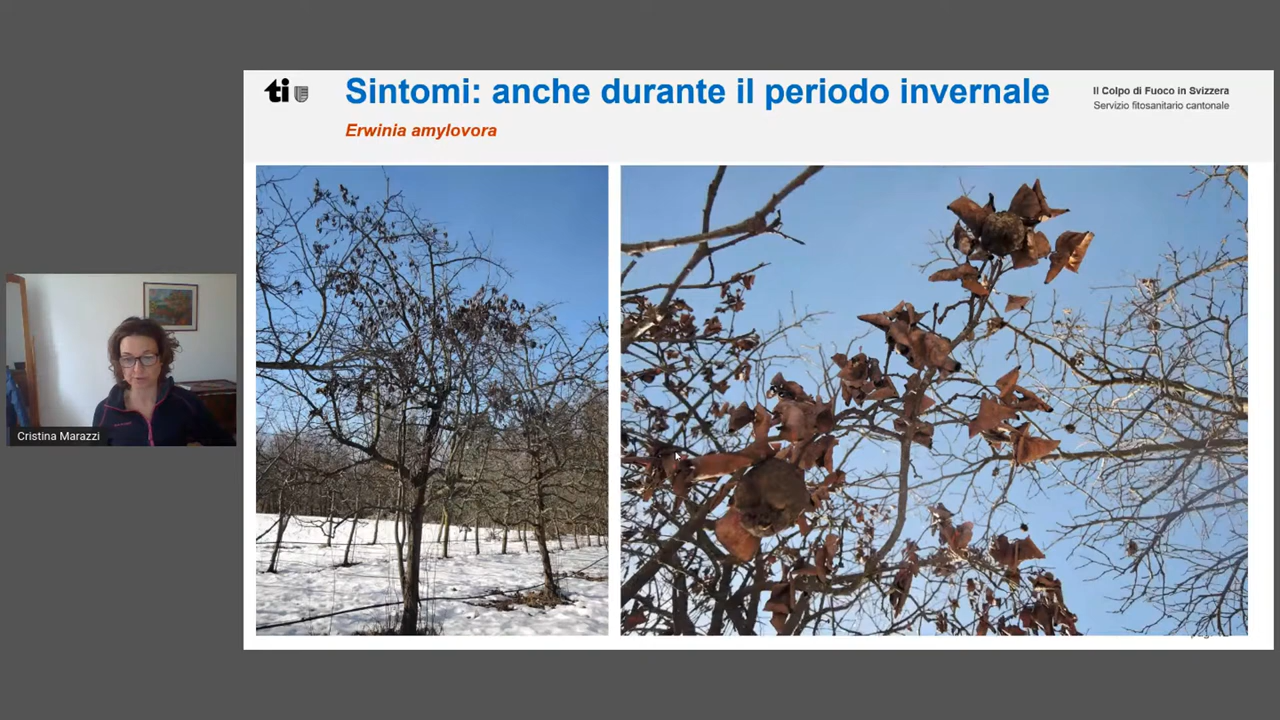 ti
Sintomi: anche durante il periodo invernale
Il Colpo di Fuoco in Svizzera
Servizio fitosanitario cantonale
Erwinia amylovora
Cristina Marazzi